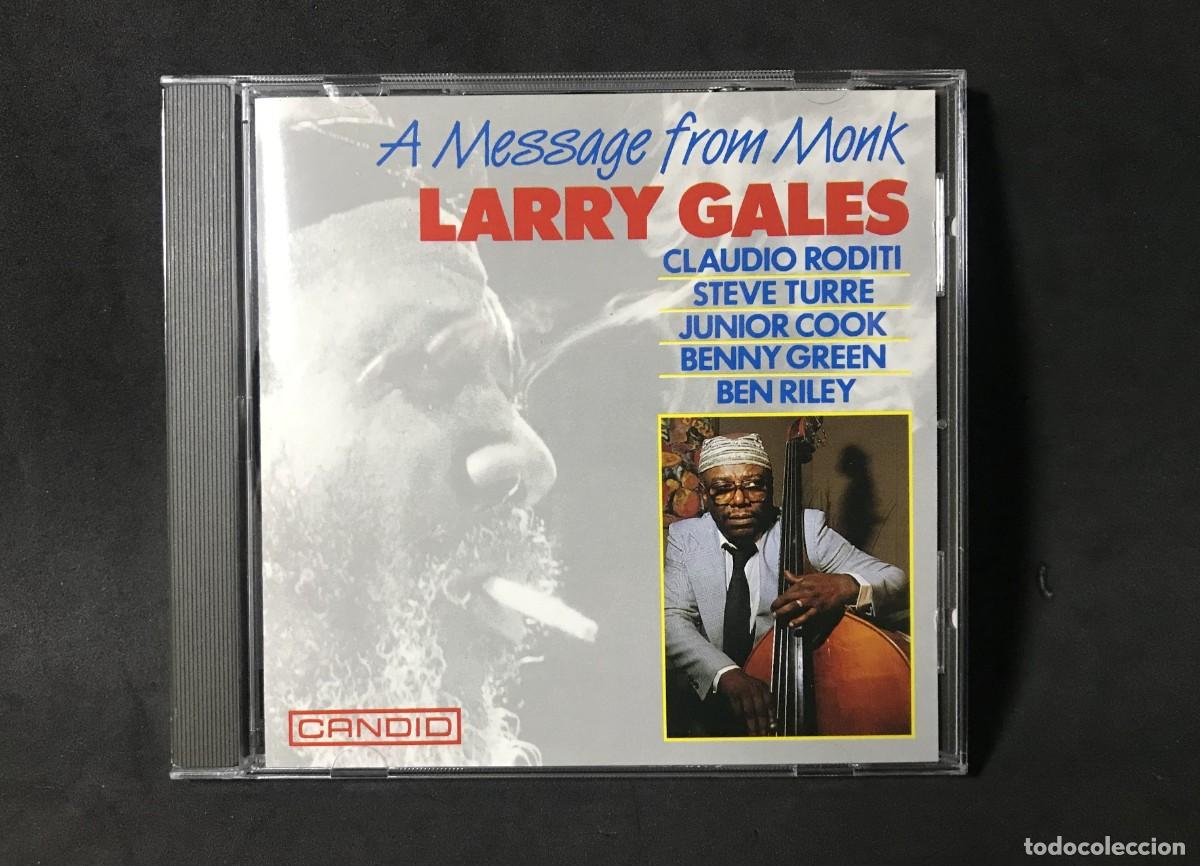 A Message from Monk
LARRY GALES
CLAUDIO RODITI
STEVE TURRE
JUNIOR COOK
BENNY GREEN
BEN RILEY
CANDID
todocoleccion